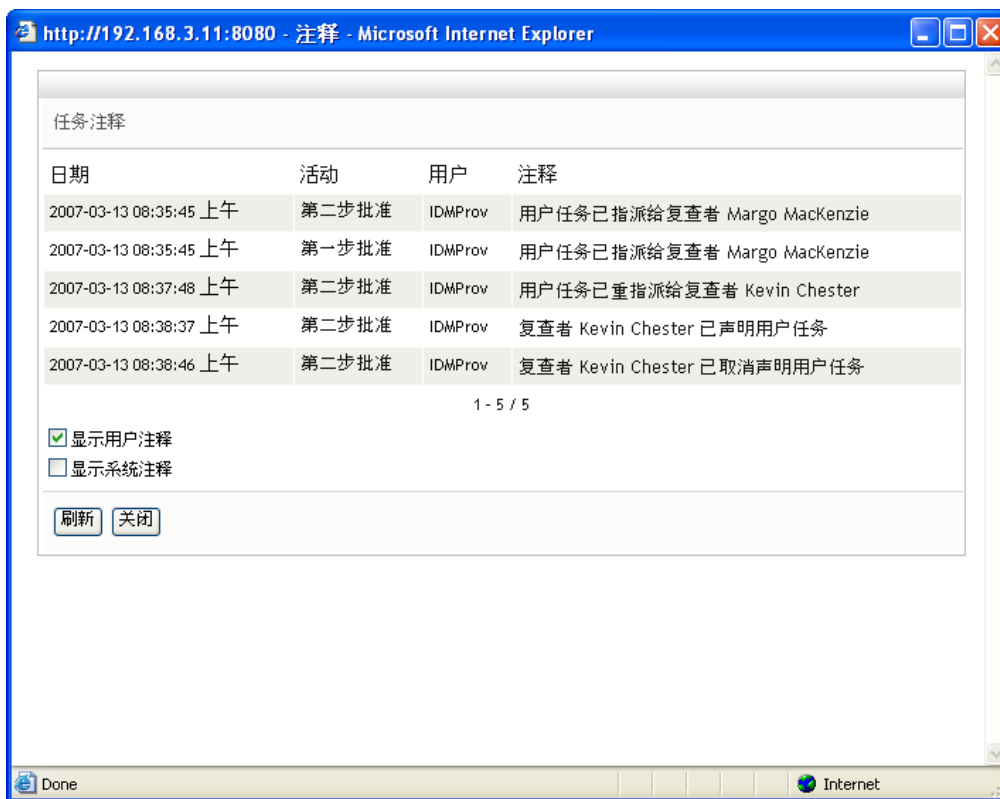 http://192.168.3.11:8080 - 注释 - Microsoft Internet Explorer
任务注释
日期 活动 用户 注释
2007-03-13 08:35:45 上午 第二步批准 IDMProv 用户任务已指派给复查者 Margo MacKenzie
2007-03-13 08:35:45 上午 第一步批准 IDMProv 用户任务已指派给复查者 Margo MacKenzie
2007-03-13 08:37:48 上午 第二步批准 IDMProv 用户任务已重指派给复查者 Kevin Chester
2007-03-13 08:38:37 上午 第二步批准 IDMProv 复查者 Kevin Chester 已声明用户任务
2007-03-13 08:38:46 上午 第二步批准 IDMProv 复查者 Kevin Chester 已取消声明用户任务
1 - 5 / 5
显示用户注释
显示系统注释
刷新 关闭
Done Internet